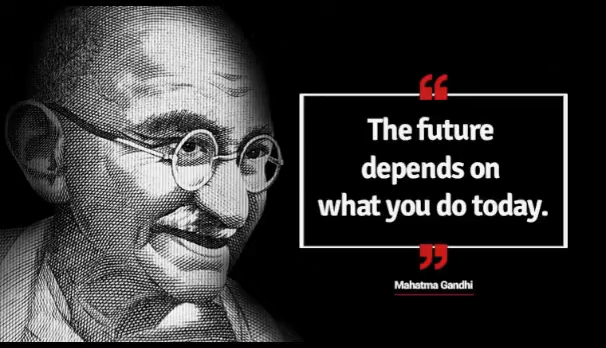 “
The future
depends on
what you do today.
”
Mahatma Gandhi